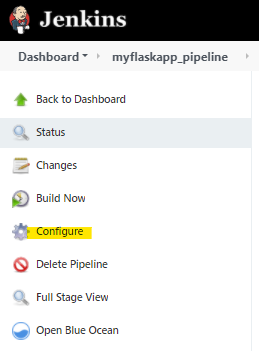 Jenkins
Dashboard myflaskapp_pipeline
Back to Dashboard
Status
Changes
Build Now
Configure
Delete Pipeline
Full Stage View
Open Blue Ocean